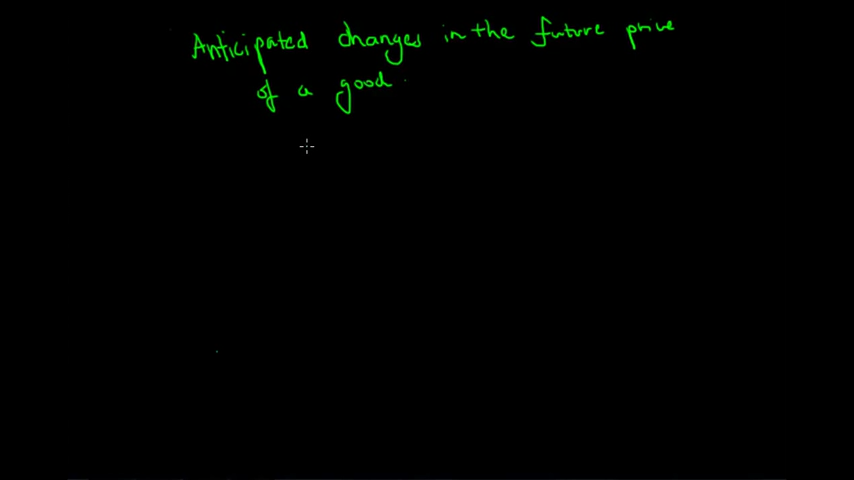 Anticipated changes in the future price
of a good